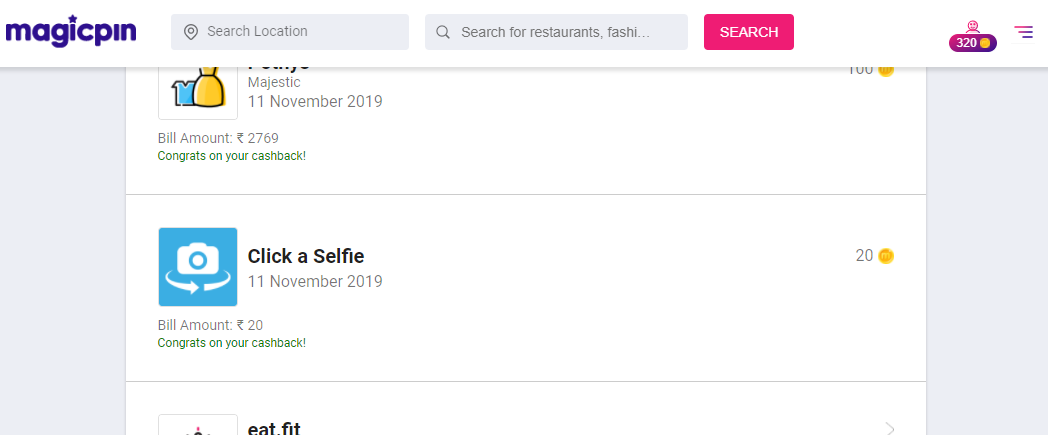 magicpin
Search Location
Search for restaurants, fashi...
SEARCH
320
100
Majestic
11 November 2019
Bill Amount: ₹ 2769
Congrats on your cashback!
Click a Selfie
20
11 November 2019
Bill Amount: ₹ 20
Congrats on your cashback!
eat.fit